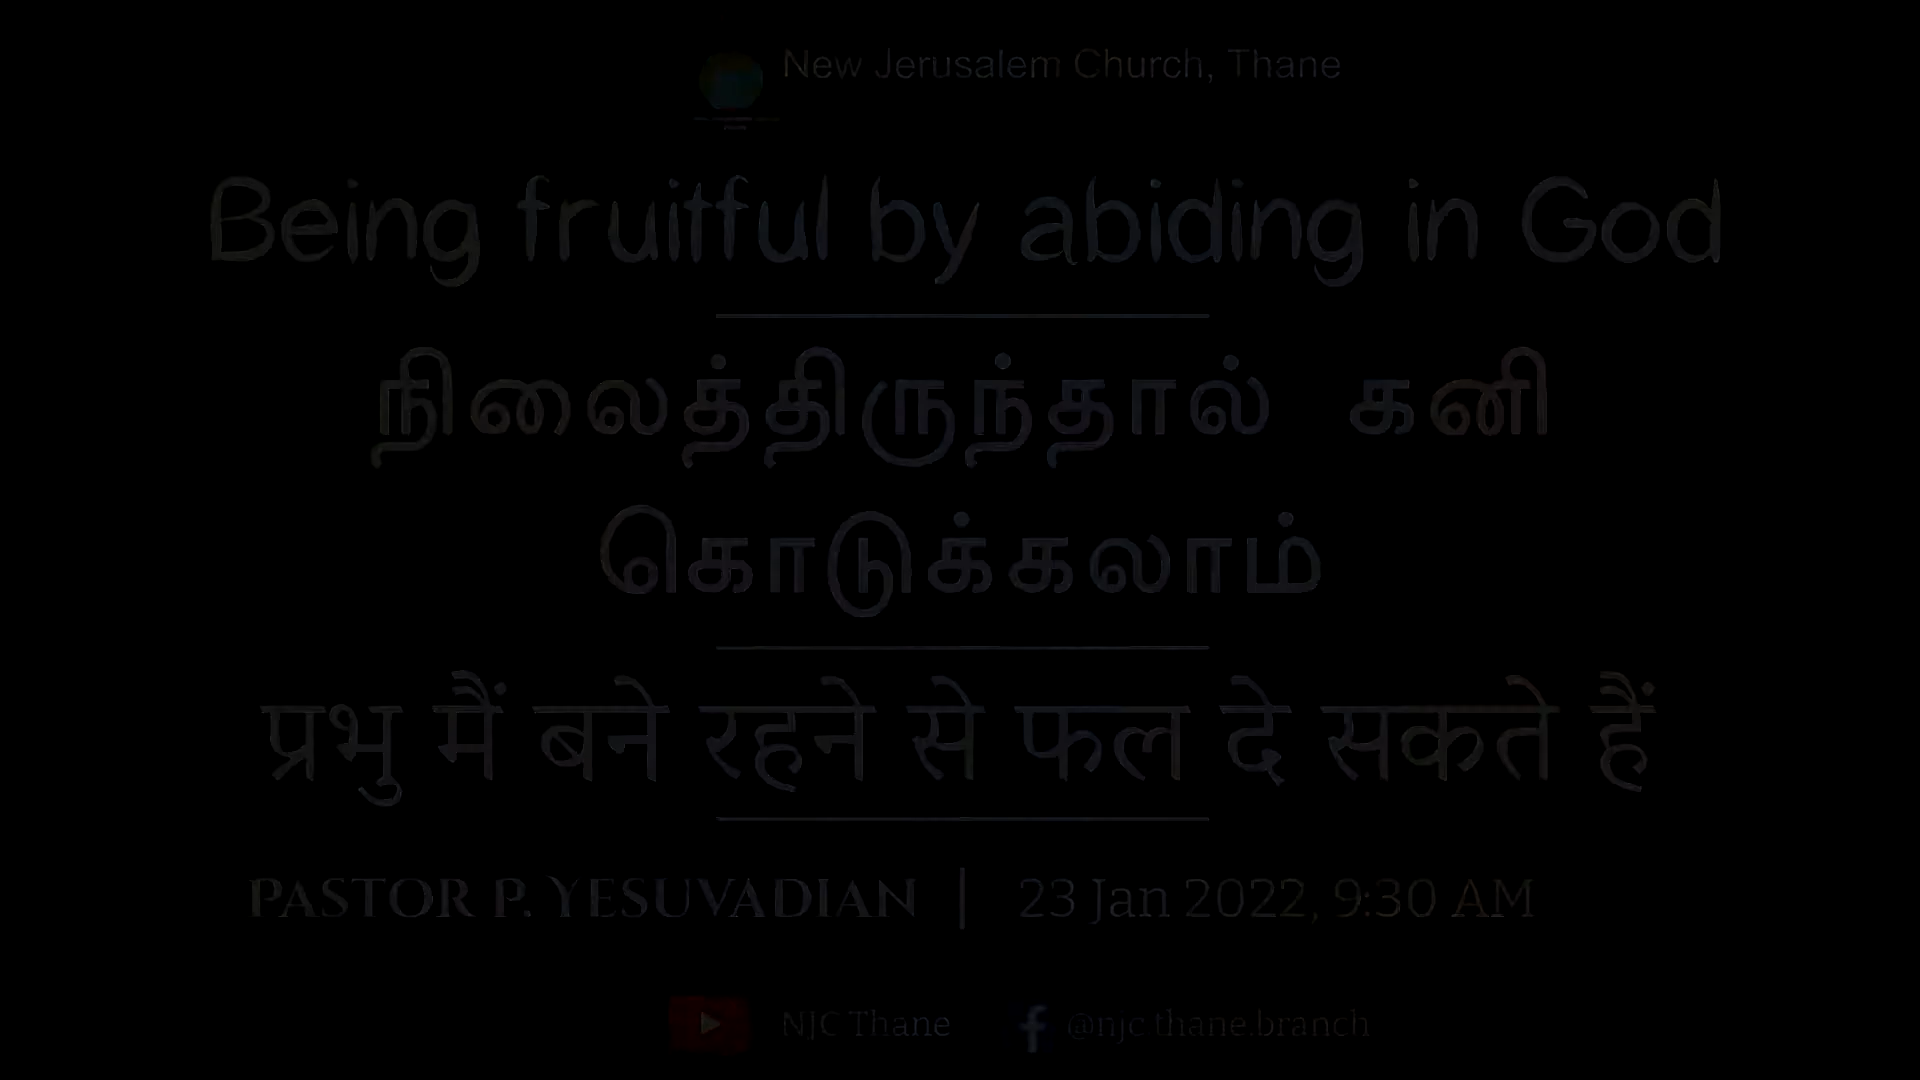 New Jerusalem Church, Thane
Being fruitful by abiding in God
நிலைத்திருந்தால் கனி
கொடுக்கலாம்
प्रभु मैं बने रहने से फल दे सकते हैं
PASTOR P. YESUVADIAN | 23 Jan 2022, 9:30 AM
NJC Thane @njc thane.branch